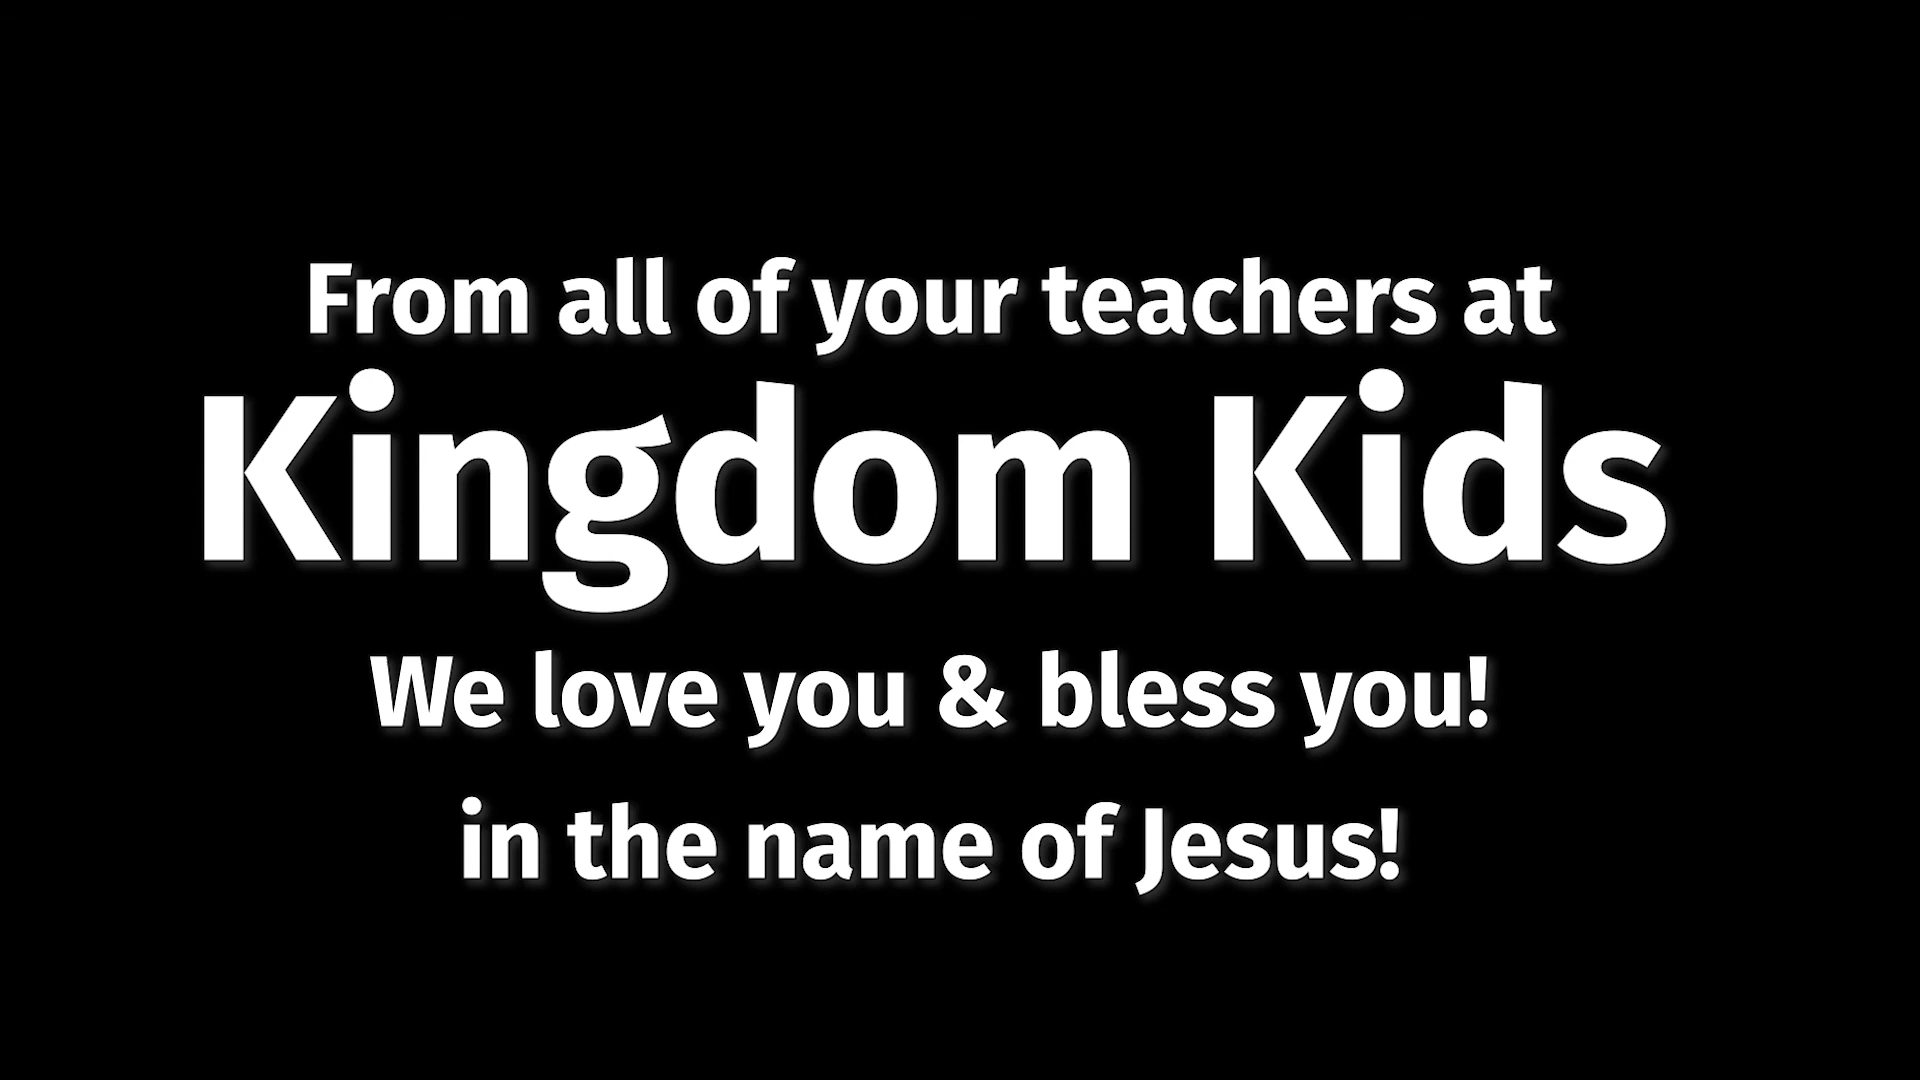 From all of your teachers at
Kingdom Kids
We love you & bless you!
in the name of Jesus!